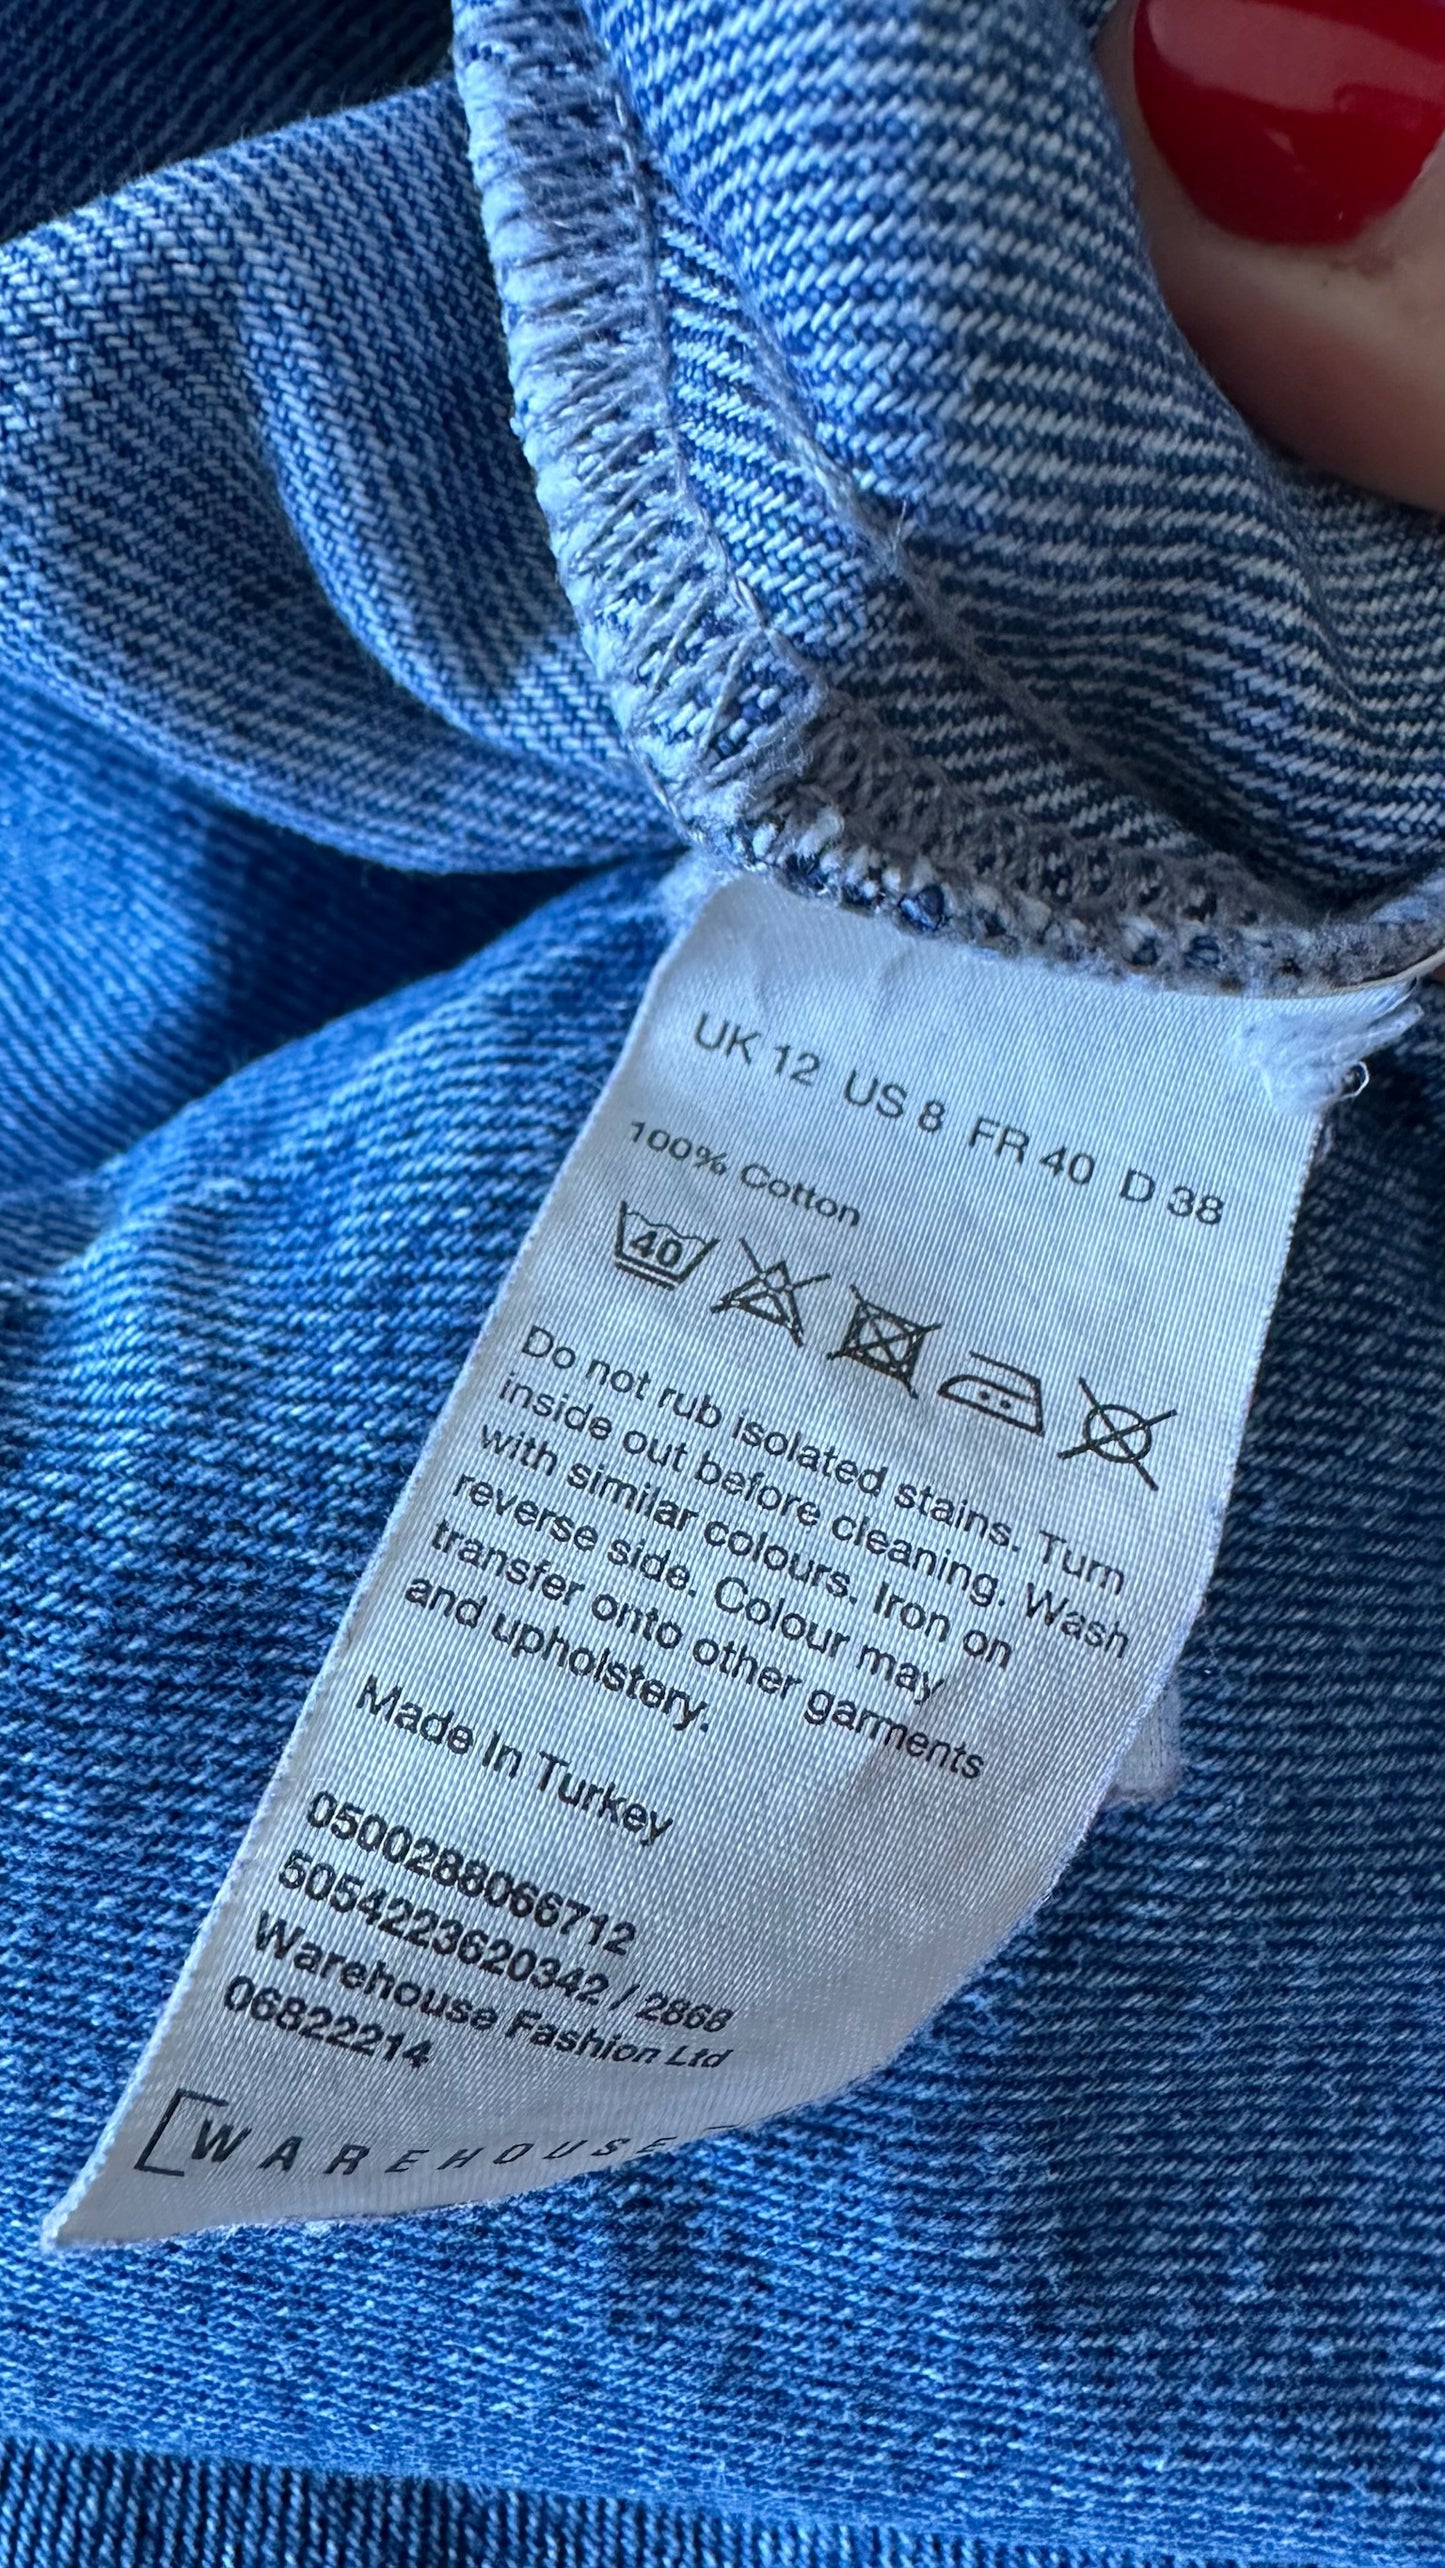 UK 12 US 8 FR 40 D 38
100% Cotton
40
Do not rub isolated stains. Turn
inside out before cleaning. Wash
with similar colours. Iron on
reverse side. Colour may
transfer onto other garments
and upholstery.
Made In Turkey
0500288066712
5054223620342 / 2868
Warehouse Fashion Ltd
06822214
WAREHOUSE